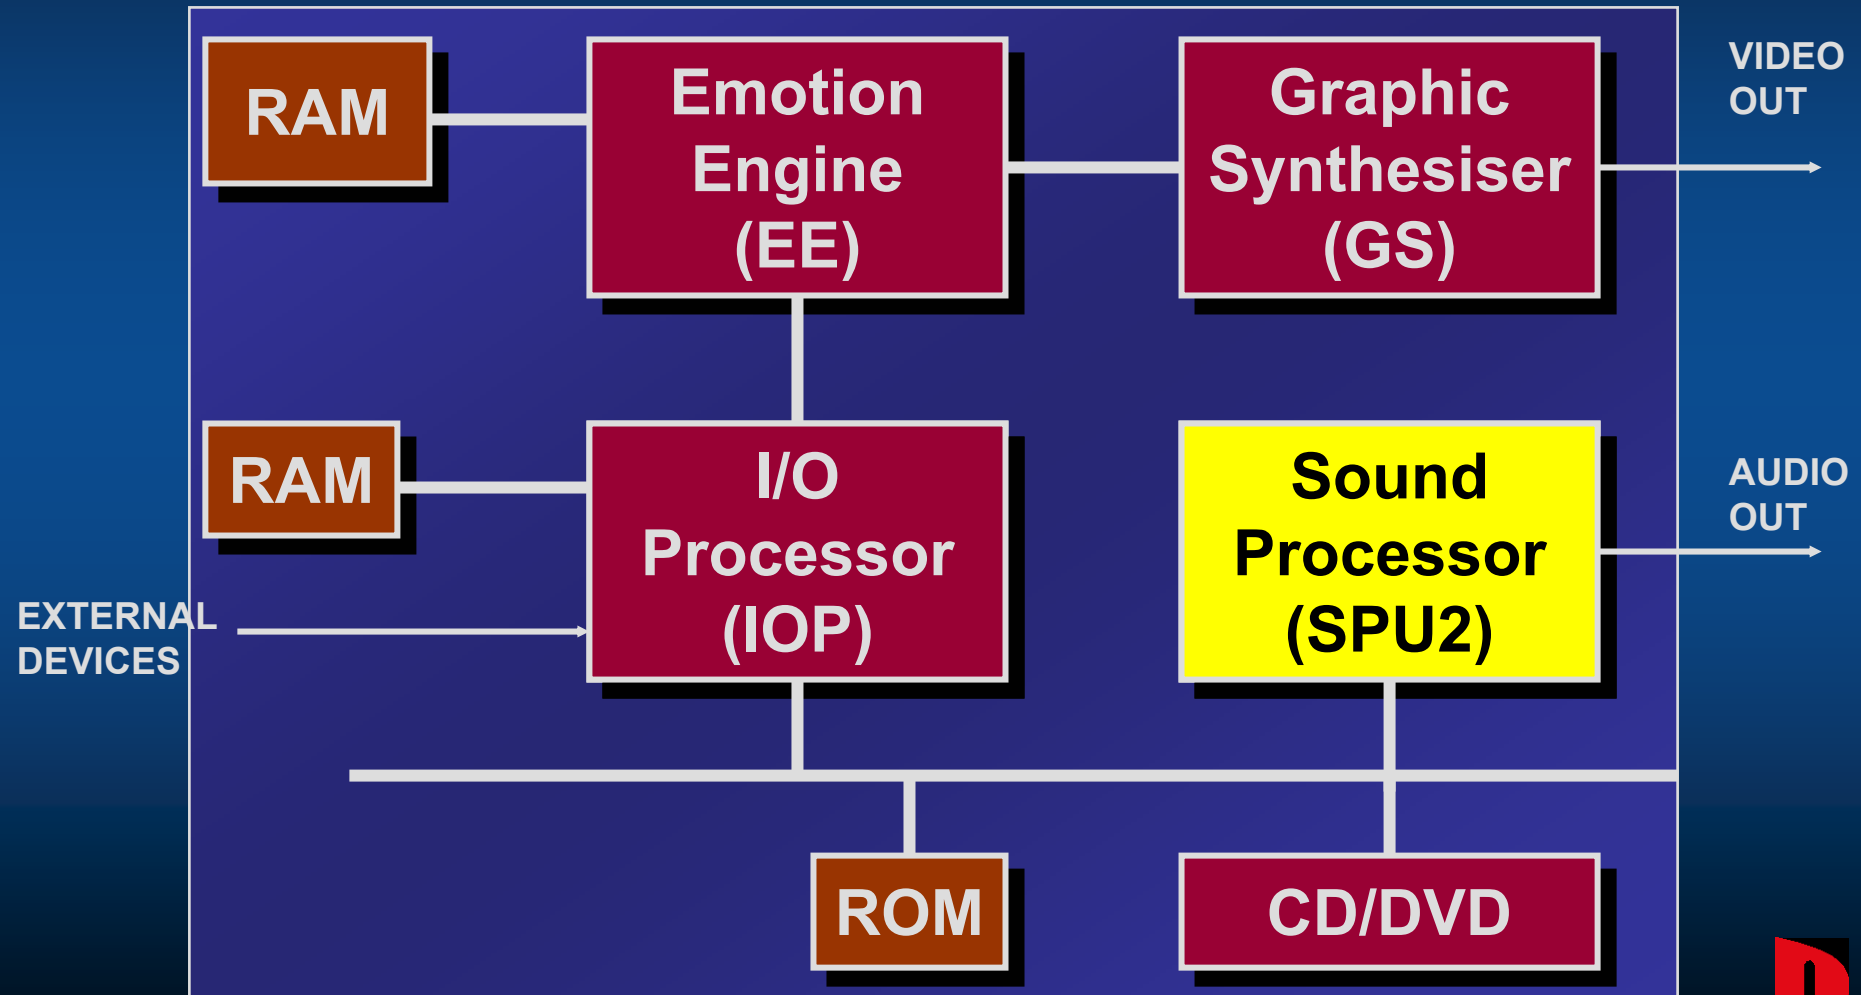 RAM
Emotion
Engine
(EE)
Graphic
Synthesiser
(GS)
VIDEO
OUT
RAM
I/O
Processor
(IOP)
Sound
Processor
(SPU2)
AUDIO
OUT
EXTERNAL
DEVICES
ROM
CD/DVD